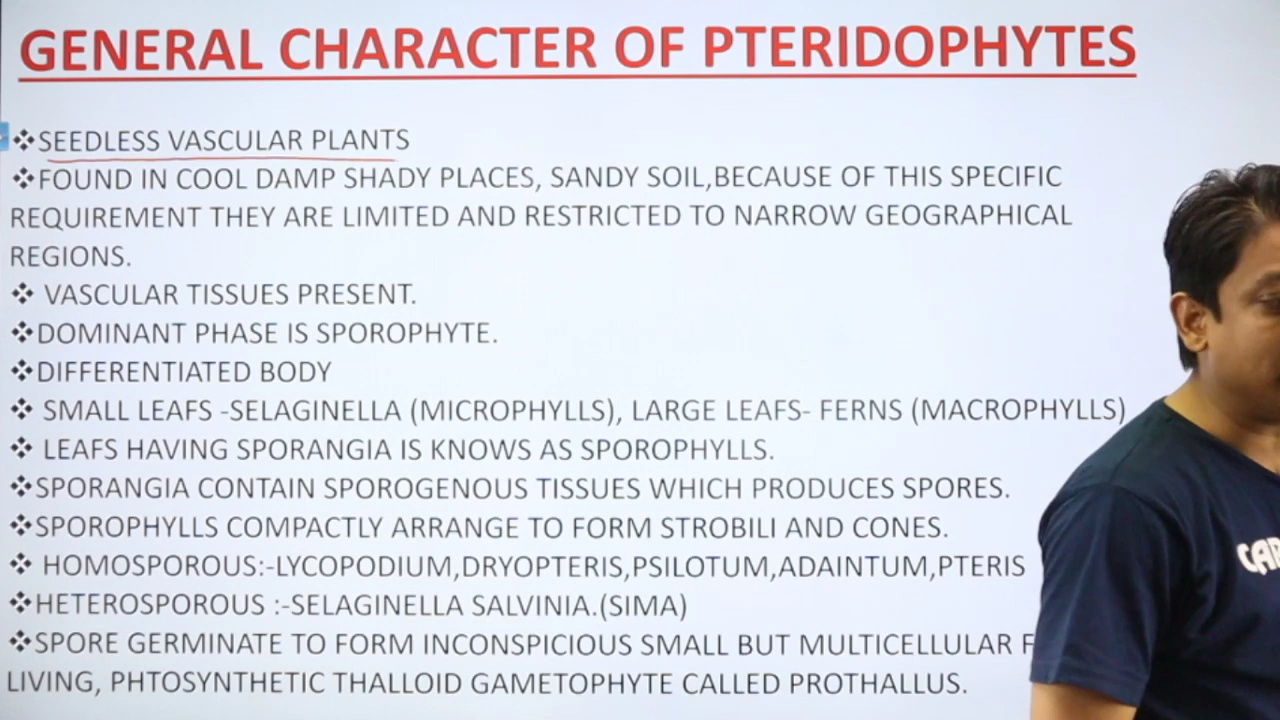 GENERAL CHARACTER OF PTERIDOPHYTES
❖SEEDLESS VASCULAR PLANTS
❖FOUND IN COOL DAMP SHADY PLACES, SANDY SOIL,BECAUSE OF THIS SPECIFIC
REQUIREMENT THEY ARE LIMITED AND RESTRICTED TO NARROW GEOGRAPHICAL
REGIONS.
❖ VASCULAR TISSUES PRESENT.
❖DOMINANT PHASE IS SPOROPHYTE.
❖DIFFERENTIATED BODY
❖ SMALL LEAFS -SELAGINELLA (MICROPHYLLS), LARGE LEAFS- FERNS (MACROPHYLLS)
❖ LEAFS HAVING SPORANGIA IS KNOWS AS SPOROPHYLLS.
❖SPORANGIA CONTAIN SPOROGENOUS TISSUES WHICH PRODUCES SPORES.
❖SPOROPHYLLS COMPACTLY ARRANGE TO FORM STROBILI AND CONES.
❖ HOMOSPOROUS:-LYCOPODIUM,DRYOPTERIS,PSILOTUM,ADAINTUM,PTERIS
❖HETEROSPOROUS :-SELAGINELLA SALVINIA.(SIMA)
❖SPORE GERMINATE TO FORM INCONSPICIOUS SMALL BUT MULTICELLULAR
LIVING, PHTOSYNTHETIC THALLOID GAMETOPHYTE CALLED PROTHALLUS.